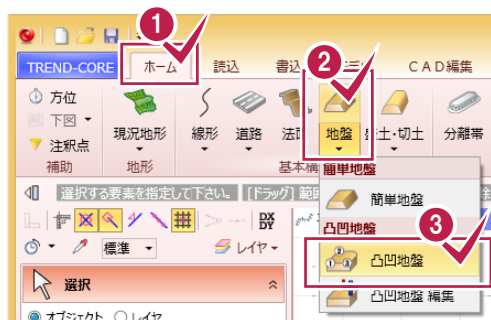 1
TREND-CORE ホーム 読込 書込 CAD編集
2
方位
下図
注釈点
補助
現況地形
地形
線形 道路 法面 地盤 盛土・切土 分離帯
基本構
簡単地盤
簡単地盤
凸凹地盤
3
凸凹地盤
凸凹地盤 編集
選択する要素を指定して下さい。 [ドラッグ] 範囲
標準 レイヤ
選択
オブジェクト レイヤ